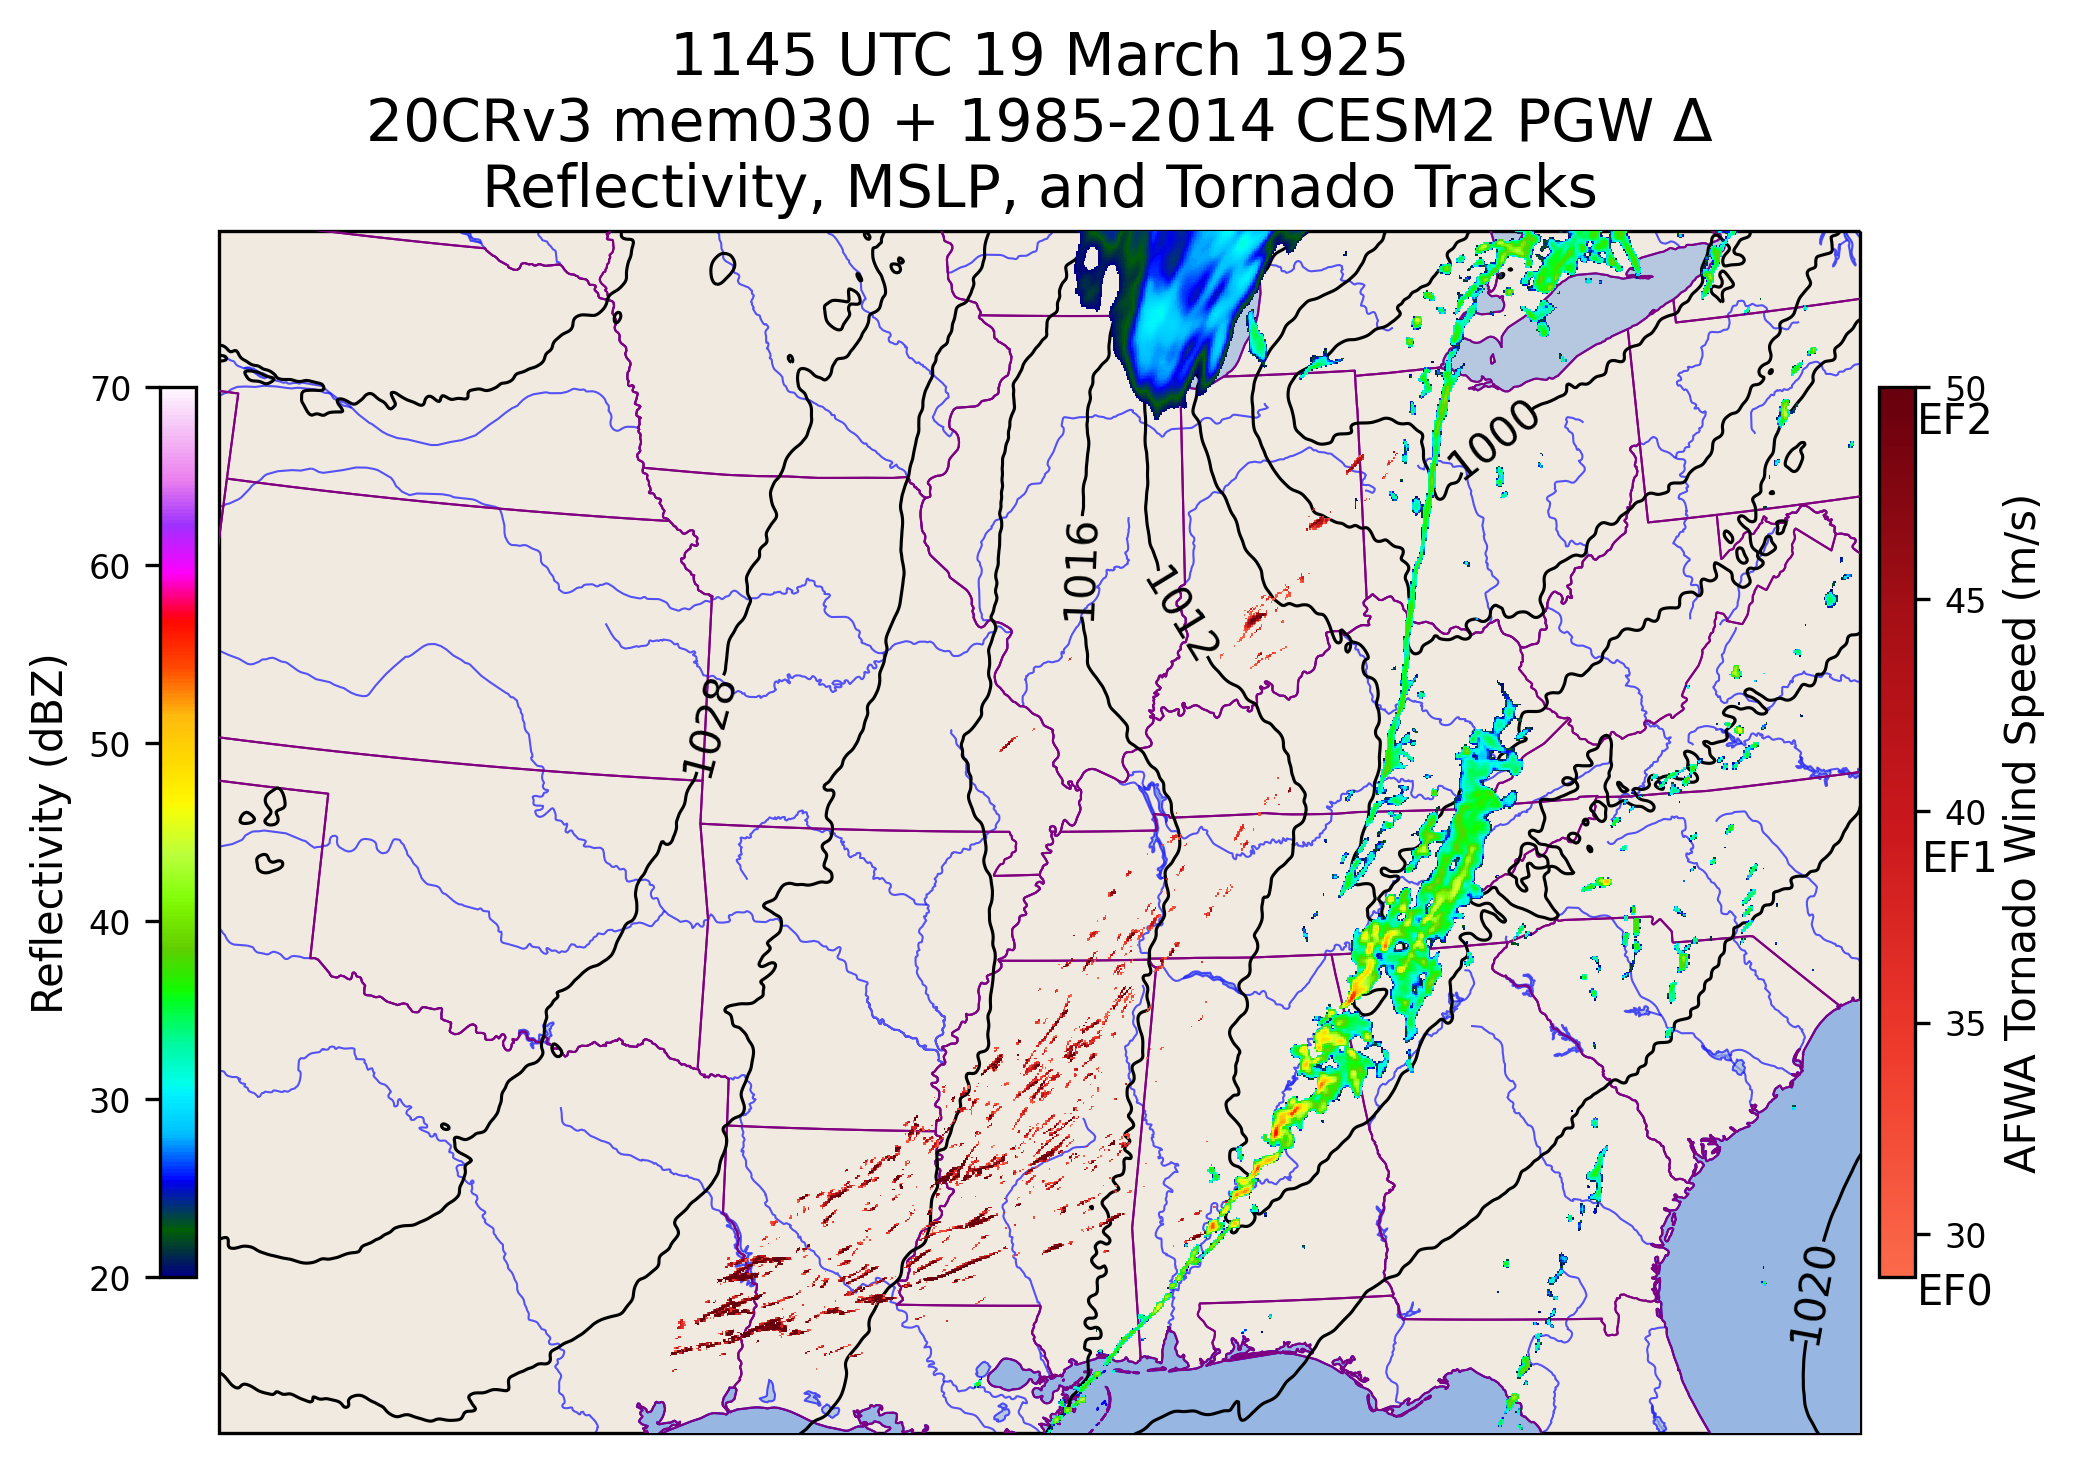 1145 UTC 19 March 1925
20CRv3 mem030 + 1985-2014 CESM2 PGW Δ
Reflectivity, MSLP, and Tornado Tracks
Reflectivity (dBZ)
70
60
50
40
30
20
1000
1016
1012
1028
1020
50
EF2
45
40
EF1
35
30
EF0
AFWA Tornado Wind Speed (m/s)